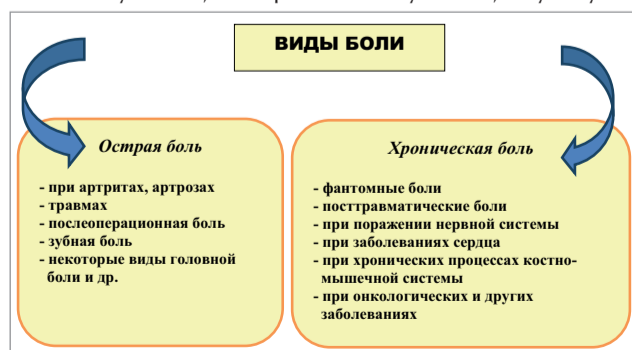 ВИДЫ БОЛИ
Острая боль
- при артритах, артрозах
- травмах
- послеоперационная боль
- зубная боль
- некоторые виды головной
боли и др.
Хроническая боль
- фантомные боли
- посттравматические боли
- при поражении нервной системы
- при заболеваниях сердца
- при хронических процессах костно-
мышечной системы
- при онкологических и других
заболеваниях